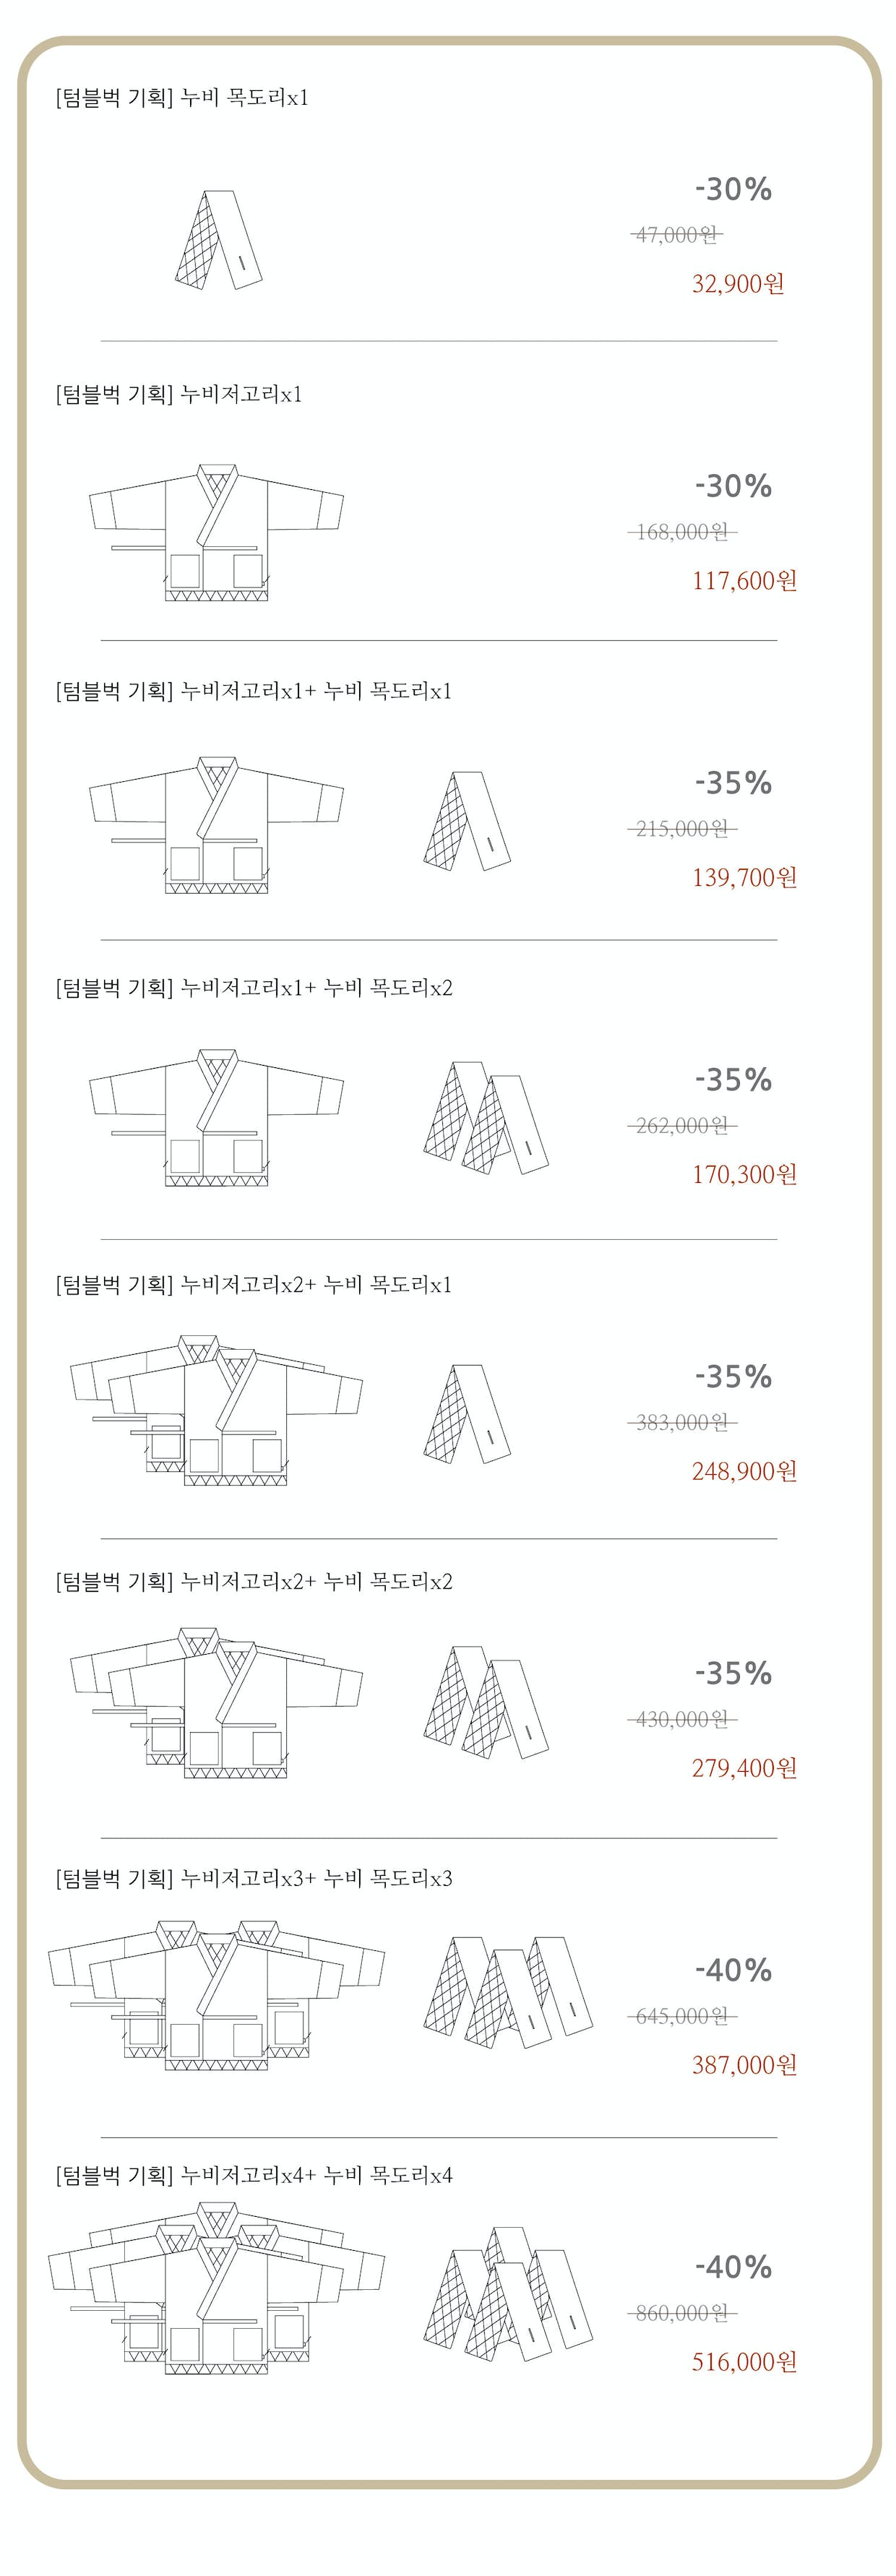 [텀블벅 기획] 누비 목도리x1
-30%
47,000원
32,900원
[텀블벅 기획] 누비저고리x1
-30%
168,000원
117,600원
[텀블벅 기획] 누비저고리x1+ 누비 목도리x1
-35%
215,000원
139,700원
[텀블벅 기획] 누비저고리x1+ 누비 목도리x2
-35%
262,000원
170,300원
[텀블벅 기획] 누비저고리x2+ 누비 목도리x1
-35%
383,000원
248,900원
[텀블벅 기획] 누비저고리x2+ 누비 목도리x2
-35%
430,000원
279,400원
[텀블벅 기획] 누비저고리x3+ 누비 목도리x3
-40%
645,000원
387,000원
[텀블벅 기획] 누비저고리x4+ 누비 목도리x4
-40%
860,000원
516,000원